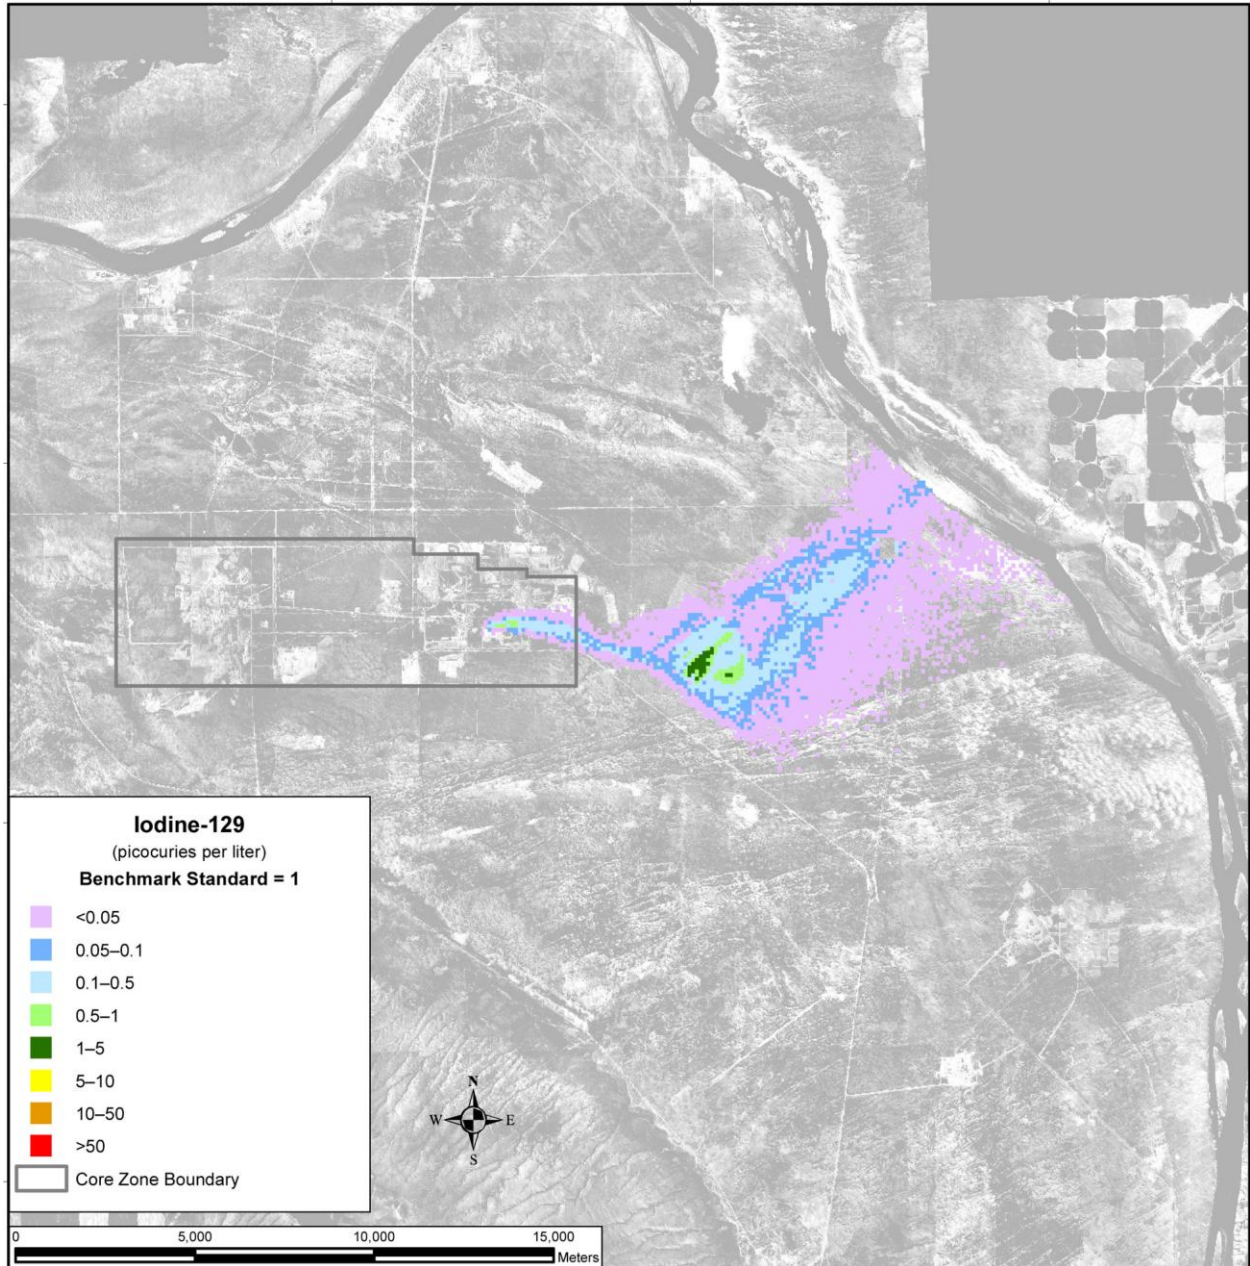 Iodine-129
(picocuries per liter)
Benchmark Standard = 1
<0.05
0.05–0.1
0.1–0.5
0.5–1
1–5
5–10
10–50
>50
Core Zone Boundary
N
W E
S
0 5,000 10,000 15,000
Meters